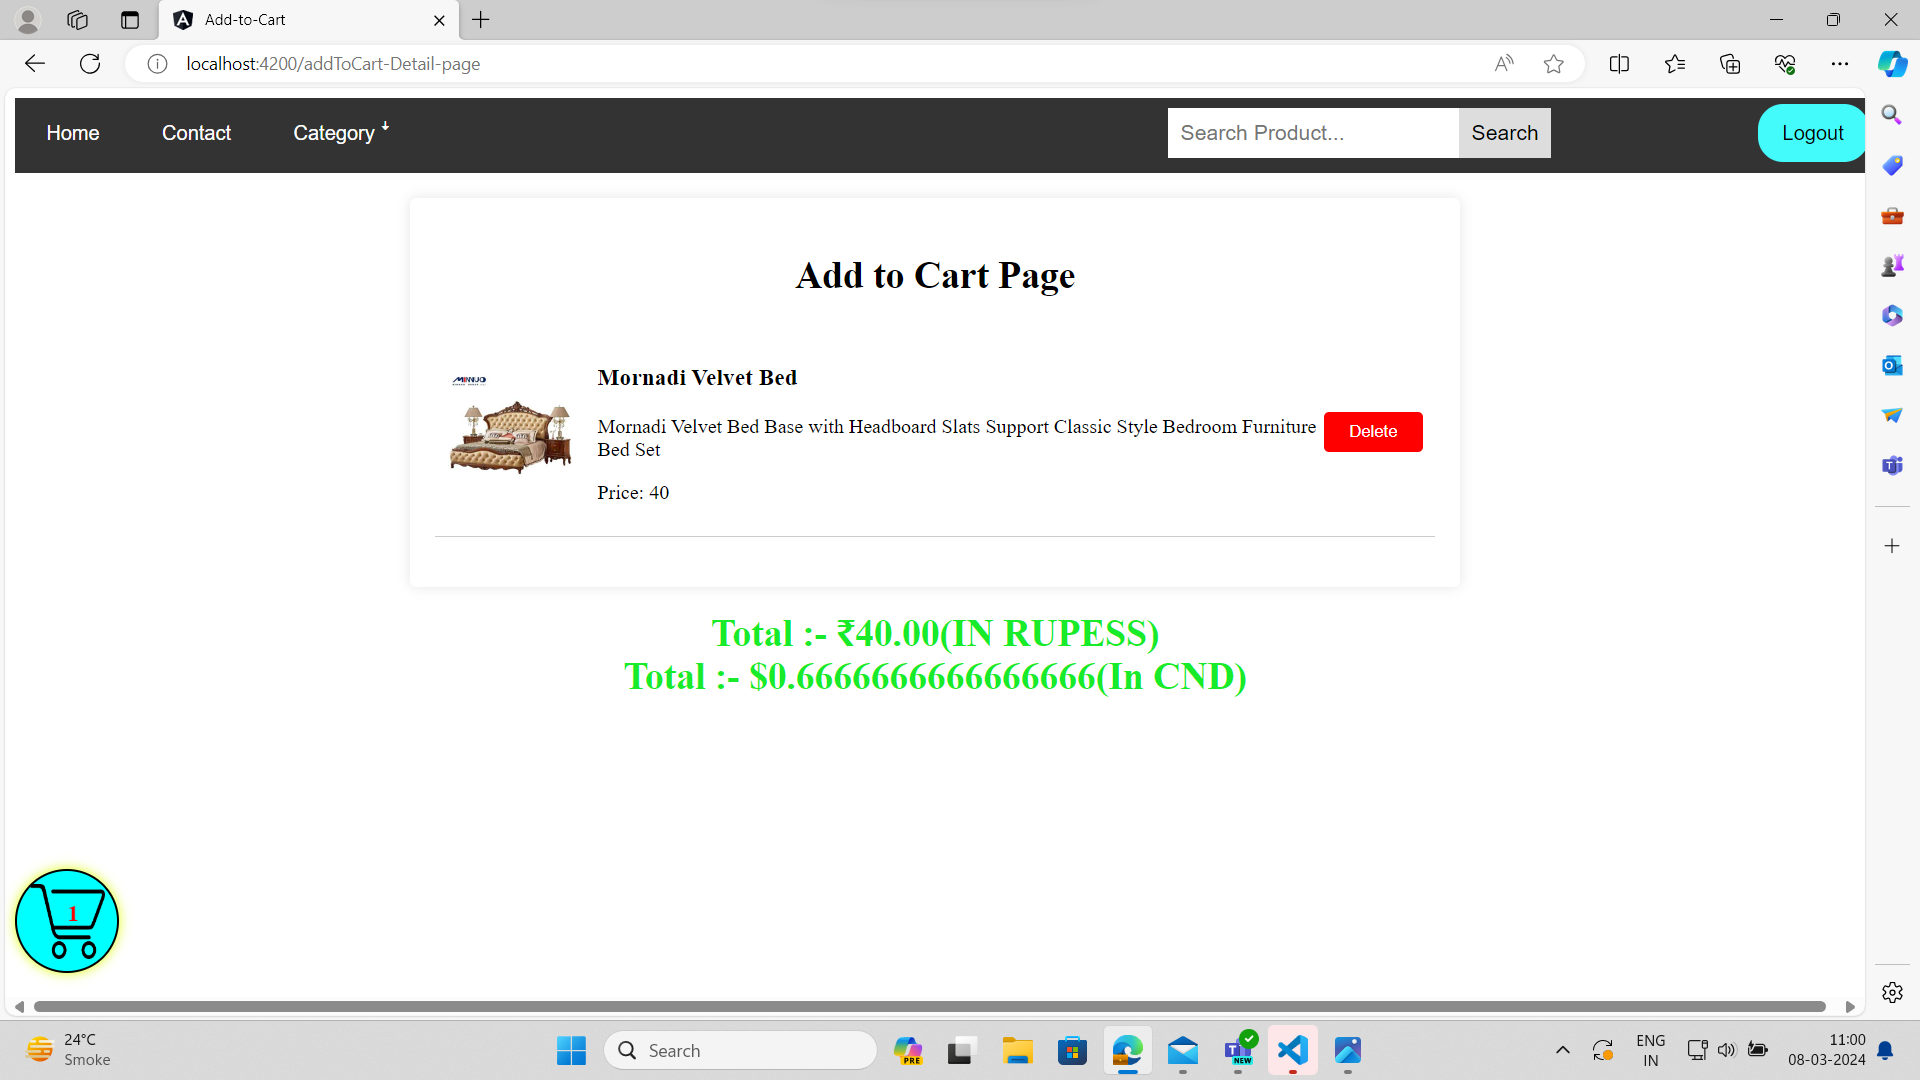 Add-to-Cart
localhost:4200/addToCart-Detail-page
Home Contact Category Search Product... Search Logout
Add to Cart Page
MINNUO
Mornadi Velvet Bed
Mornadi Velvet Bed Base with Headboard Slats Support Classic Style Bedroom Furniture
Bed Set
Delete
Price: 40
Total :- ₹40.00(IN RUPESS)
Total :- $0.6666666666666666(In CND)
1
24°C
Smoke
Search
PRE
NEW
ENG
IN
11:00
08-03-2024